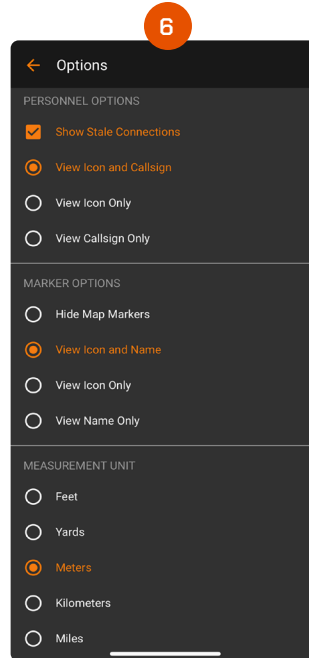 6
Options
PERSONNEL OPTIONS
Show Stale Connections
View Icon and Callsign
View Icon Only
View Callsign Only
MARKER OPTIONS
Hide Map Markers
View Icon and Name
View Icon Only
View Name Only
MEASUREMENT UNIT
Feet
Yards
Meters
Kilometers
Miles